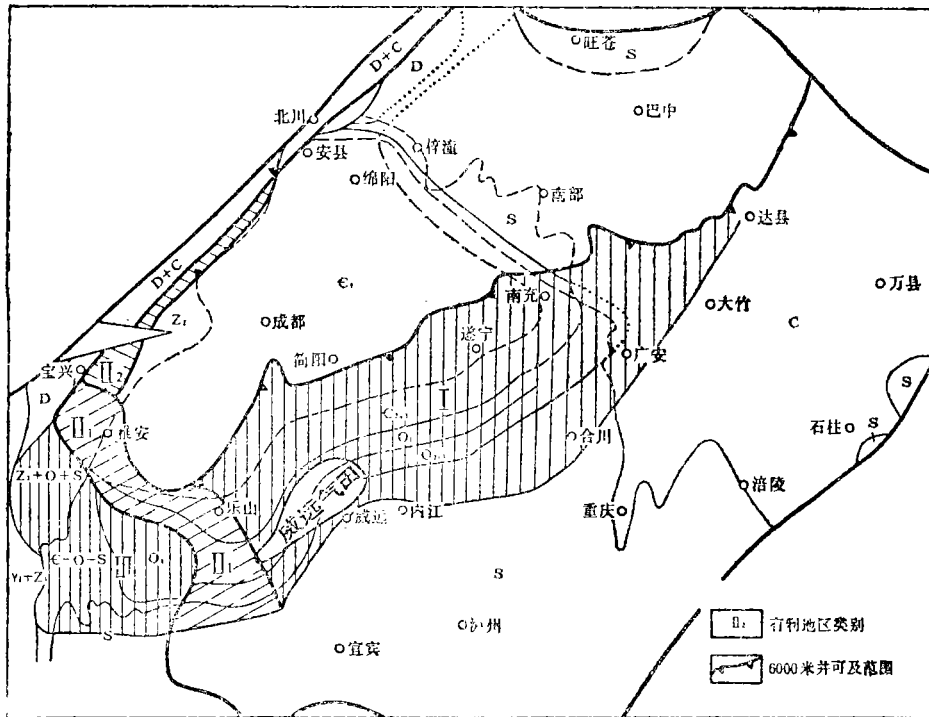 旺苍
S
D+C
D
巴中
北川
安县
梓潼
绵阳
南部
S
达县
D+C
Є₁
万县
南充
大竹
Z₁
成都
遂宁
C
简阳
广安
宝兴
Ⅱ₂
I
S
D
石柱
S
Ⅱ₁
雅安
O₁
合川
Z₁+O+S
涪陵
乐山
威远气田
威远
内江
重庆
Є-O-S
Ⅲ
O₁
Ⅱ₁
S
S
泸州
宜宾
Ⅱ₂
有利地区类别
6000米井可及范围